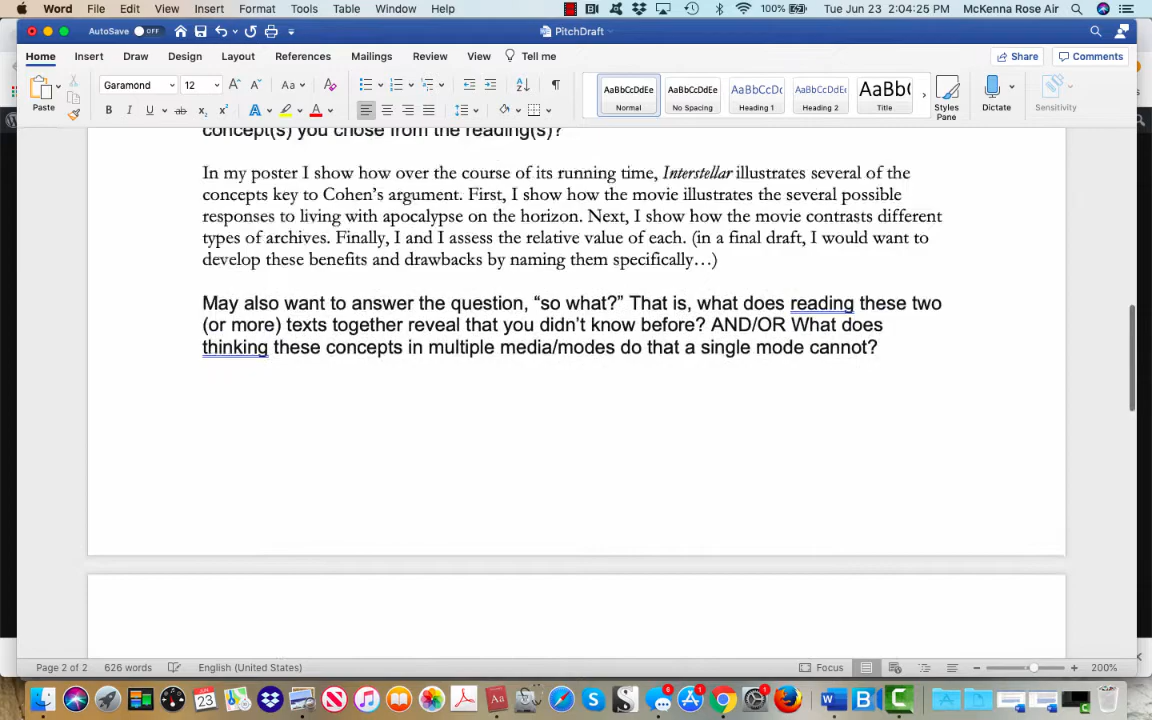 Word File Edit View Insert Format Tools Table Window Help 100% Tue Jun 23 2:04:25 PM McKenna Rose Air
AutoSave OFF PitchDraft
Home Insert Draw Design Layout References Mailings Review View Tell me Share Comments
Garamond 12 Aa AaBbCcDdEe AaBbCcDdEe AaBbCcDc AaBbCcDdEe AaBb(
Paste B I U ab x₂ x² A A Normal No Spacing Heading 1 Heading 2 Title Styles Pane Dictate Sensitivity
concept(s) you chose from the reading(s)?
In my poster I show how over the course of its running time, Interstellar illustrates several of the
concepts key to Cohen’s argument. First, I show how the movie illustrates the several possible
responses to living with apocalypse on the horizon. Next, I show how the movie contrasts different
types of archives. Finally, I and I assess the relative value of each. (in a final draft, I would want to
develop these benefits and drawbacks by naming them specifically…)
May also want to answer the question, “so what?” That is, what does reading these two
(or more) texts together reveal that you didn’t know before? AND/OR What does
thinking these concepts in multiple media/modes do that a single mode cannot?
Page 2 of 2 626 words English (United States) Focus 200%